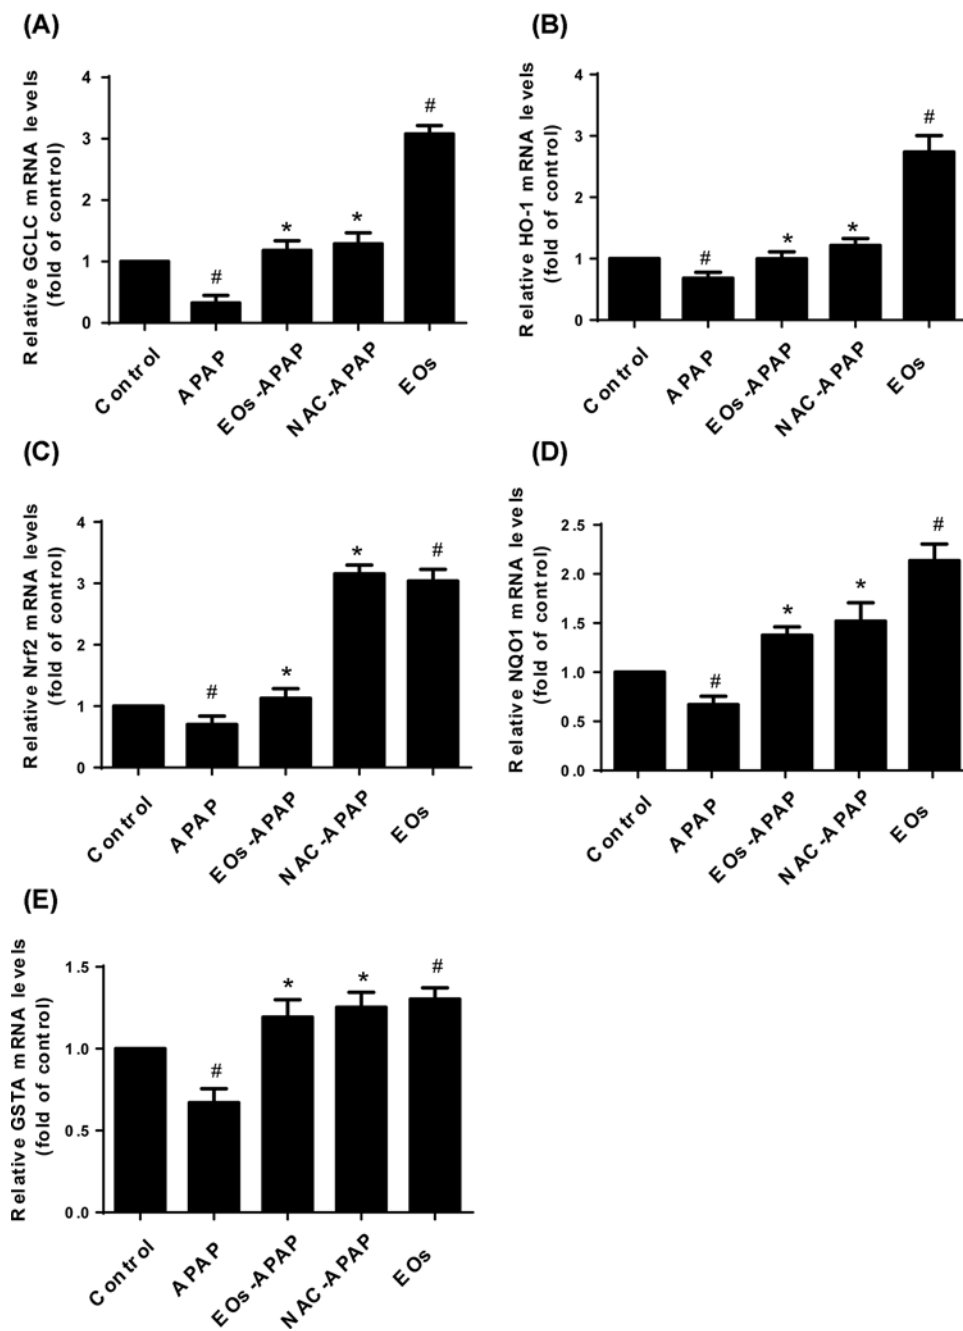 (A)
Relative GCLC mRNA levels
(fold of control)
4
3
2
1
0
#
*
*
#
Control
APAP
EOs-APAP
NAC-APAP
EOs
(B)
Relative HO-1 mRNA levels
(fold of control)
4
3
2
1
0
#
*
*
#
Control
APAP
EOs-APAP
NAC-APAP
EOs
(C)
Relative Nrf2 mRNA levels
(fold of control)
4
3
2
1
0
#
*
*
#
Control
APAP
EOs-APAP
NAC-APAP
EOs
(D)
Relative NQO1 mRNA levels
(fold of control)
2.5
2.0
1.5
1.0
0.5
0.0
#
*
*
#
Control
APAP
EOs-APAP
NAC-APAP
EOs
(E)
Relative GSTA mRNA levels
(fold of control)
1.5
1.0
0.5
0.0
#
*
*
#
Control
APAP
EOs-APAP
NAC-APAP
EOs